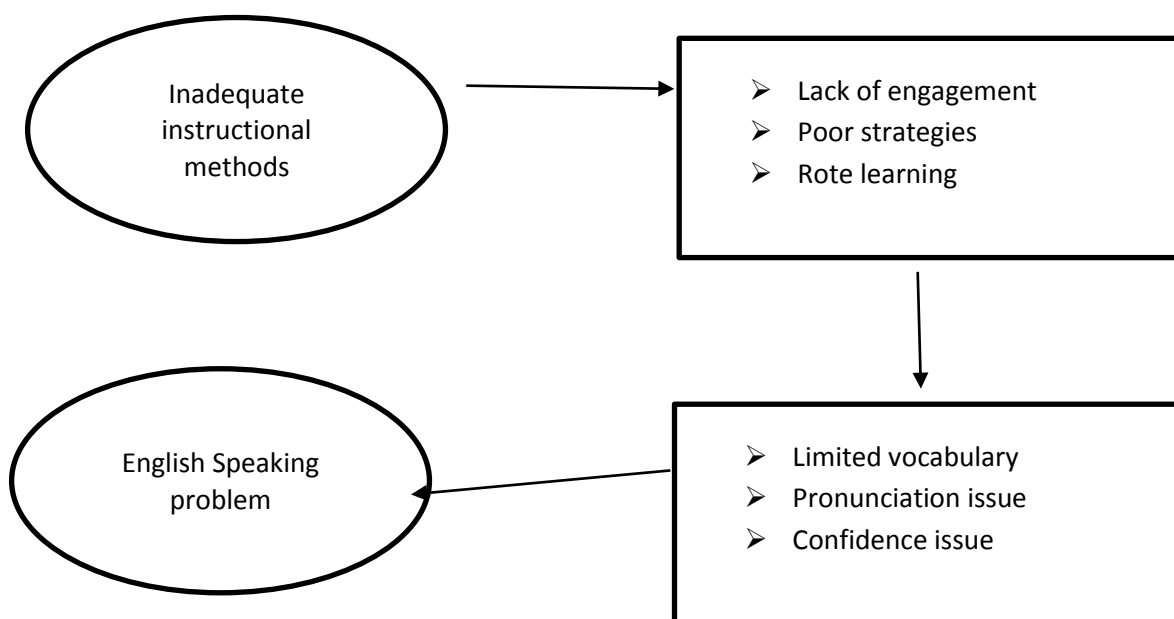 Inadequate
instructional
methods
➢ Lack of engagement
➢ Poor strategies
➢ Rote learning
➢ Limited vocabulary
➢ Pronunciation issue
➢ Confidence issue
English Speaking
problem